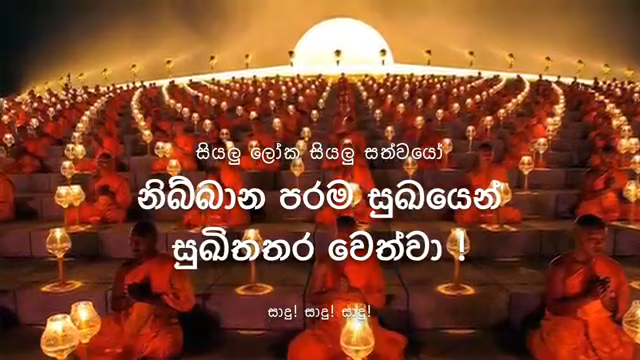 සියලු ලෝක සියලු සත්වයෝ
නිබ්බාන පරම සුඛයෙන්
සුඛිතතර වෙත්වා !
සාදු! සාදු! සාදු!